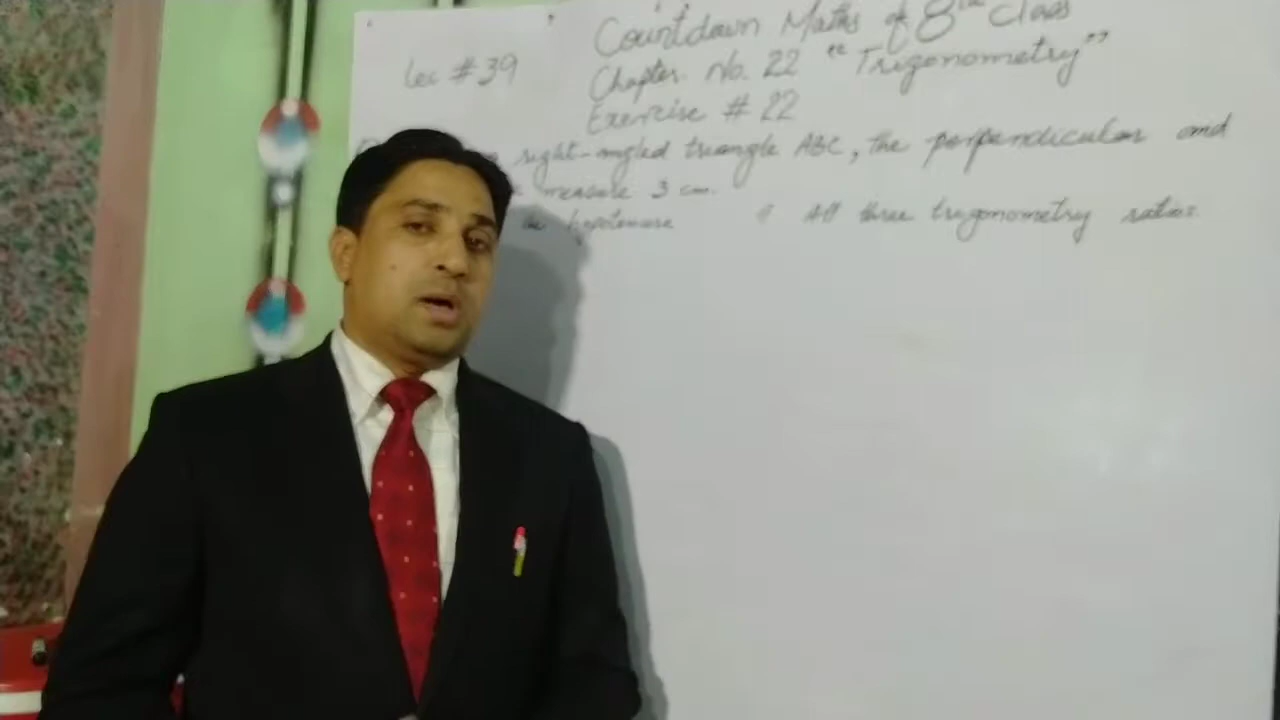 Countdown Maths of 8th Class
Lec # 39
Chapter No. 22 "Trigonometry"
Exercise # 22
right-angled triangle ABC, the perpendicular and
measure 3 cm.
hypotenuse All three trigonometry ratios.